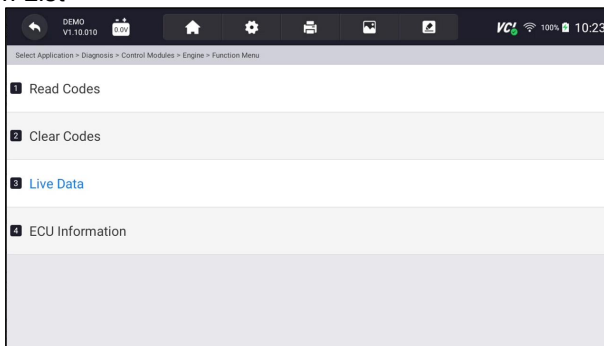 List
DEMO
V1.10.010
0.0V
VCI
100%
10:23
Select Application > Diagnosis > Control Modules > Engine > Function Menu
1 Read Codes
2 Clear Codes
3 Live Data
4 ECU Information